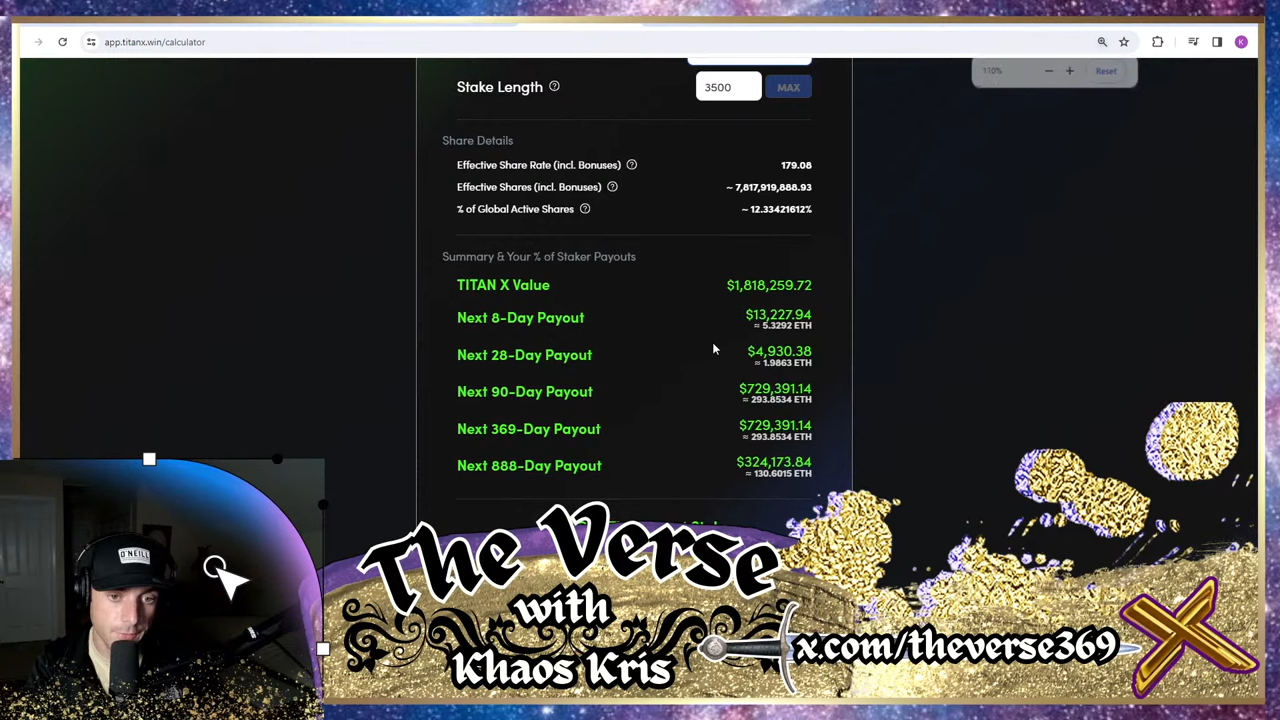 app.titanx.win/calculator
K
110%
Reset
Stake Length
3500
MAX
Share Details
Effective Share Rate (incl. Bonuses)
179.08
Effective Shares (incl. Bonuses)
~ 7,817,919,888.93
% of Global Active Shares
~ 12.33421612%
Summary & Your % of Staker Payouts
TITAN X Value
$1,818,259.72
Next 8-Day Payout
$13,227.94
≈ 5.3292 ETH
Next 28-Day Payout
$4,930.38
≈ 1.9863 ETH
Next 90-Day Payout
$729,391.14
≈ 293.8534 ETH
Next 369-Day Payout
$729,391.14
≈ 293.8534 ETH
Next 888-Day Payout
$324,173.84
≈ 130.6015 ETH
The Verse
with
Khaos Kris
x.com/theverse369
X
O'NEILL